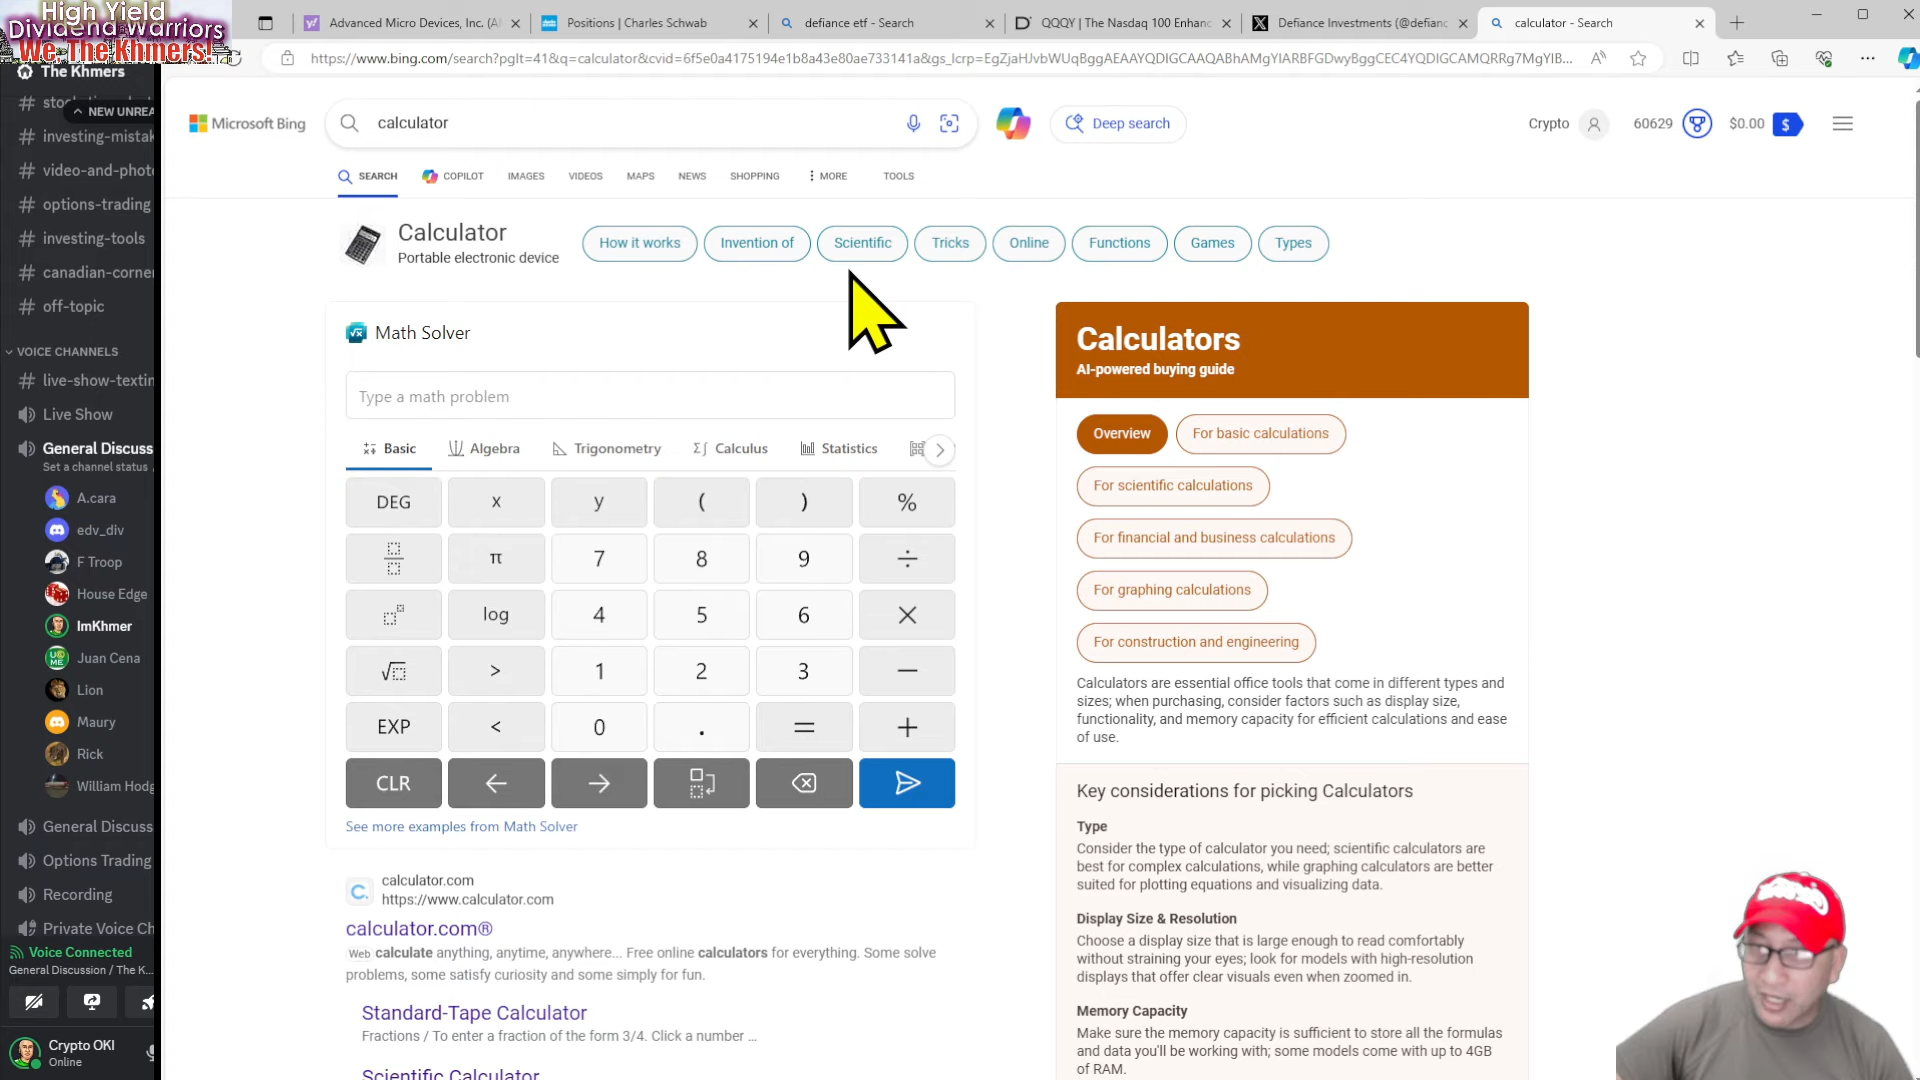 High Yield
Dividend Warriors
We The Khmers!
The Khmers
NEW UNREA
investing-mistak
video-and-phot
options-trading
investing-tools
canadian-corner
off-topic
VOICE CHANNELS
live-show-textin
Live Show
General Discuss
Set a channel status
A.cara
edv_div
F Troop
House Edge
ImKhmer
Juan Cena
Lion
Maury
Rick
William Hodg
General Discuss
Options Trading
Recording
Private Voice Ch
Voice Connected
General Discussion / The K...
Crypto OKI
Online
Advanced Micro Devices, Inc. (A
Positions | Charles Schwab
defiance etf - Search
QQQY | The Nasdaq 100 Enhanc
Defiance Investments (@defianc
calculator - Search
https://www.bing.com/search?pglt=41&q=calculator&cvid=6f5e0a4175194e1b8a43e80ae733141a&gs_lcrp=EgZjaHJvbWUqBggAEAAYQDIGCAAQABhAMgYIARBFGDwyBggCEC4YQDIGCAMQRRg7MgYIB...
Microsoft Bing
calculator
Deep search
Crypto
60629
$0.00
SEARCH
COPILOT
IMAGES
VIDEOS
MAPS
NEWS
SHOPPING
MORE
TOOLS
Calculator
Portable electronic device
How it works
Invention of
Scientific
Tricks
Online
Functions
Games
Types
Math Solver
Type a math problem
Basic
Algebra
Trigonometry
Calculus
Statistics
DEG x y ( ) %
π 7 8 9 ÷
log 4 5 6 ×
√ > 1 2 3 −
EXP < 0 . = +
CLR ← →
See more examples from Math Solver
calculator.com
https://www.calculator.com
calculator.com®
Web calculate anything, anytime, anywhere... Free online calculators for everything. Some solve
problems, some satisfy curiosity and some simply for fun.
Standard-Tape Calculator
Fractions / To enter a fraction of the form 3/4. Click a number ...
Scientific Calculator
Calculators
AI-powered buying guide
Overview
For basic calculations
For scientific calculations
For financial and business calculations
For graphing calculations
For construction and engineering
Calculators are essential office tools that come in different types and
sizes; when purchasing, consider factors such as display size,
functionality, and memory capacity for efficient calculations and ease
of use.
Key considerations for picking Calculators
Type
Consider the type of calculator you need; scientific calculators are
best for complex calculations, while graphing calculators are better
suited for plotting equations and visualizing data.
Display Size & Resolution
Choose a display size that is large enough to read comfortably
without straining your eyes; look for models with high-resolution
displays that offer clear visuals even when zoomed in.
Memory Capacity
Make sure the memory capacity is sufficient to store all the formulas
and data you'll be working with; some models come with up to 4GB
of RAM.